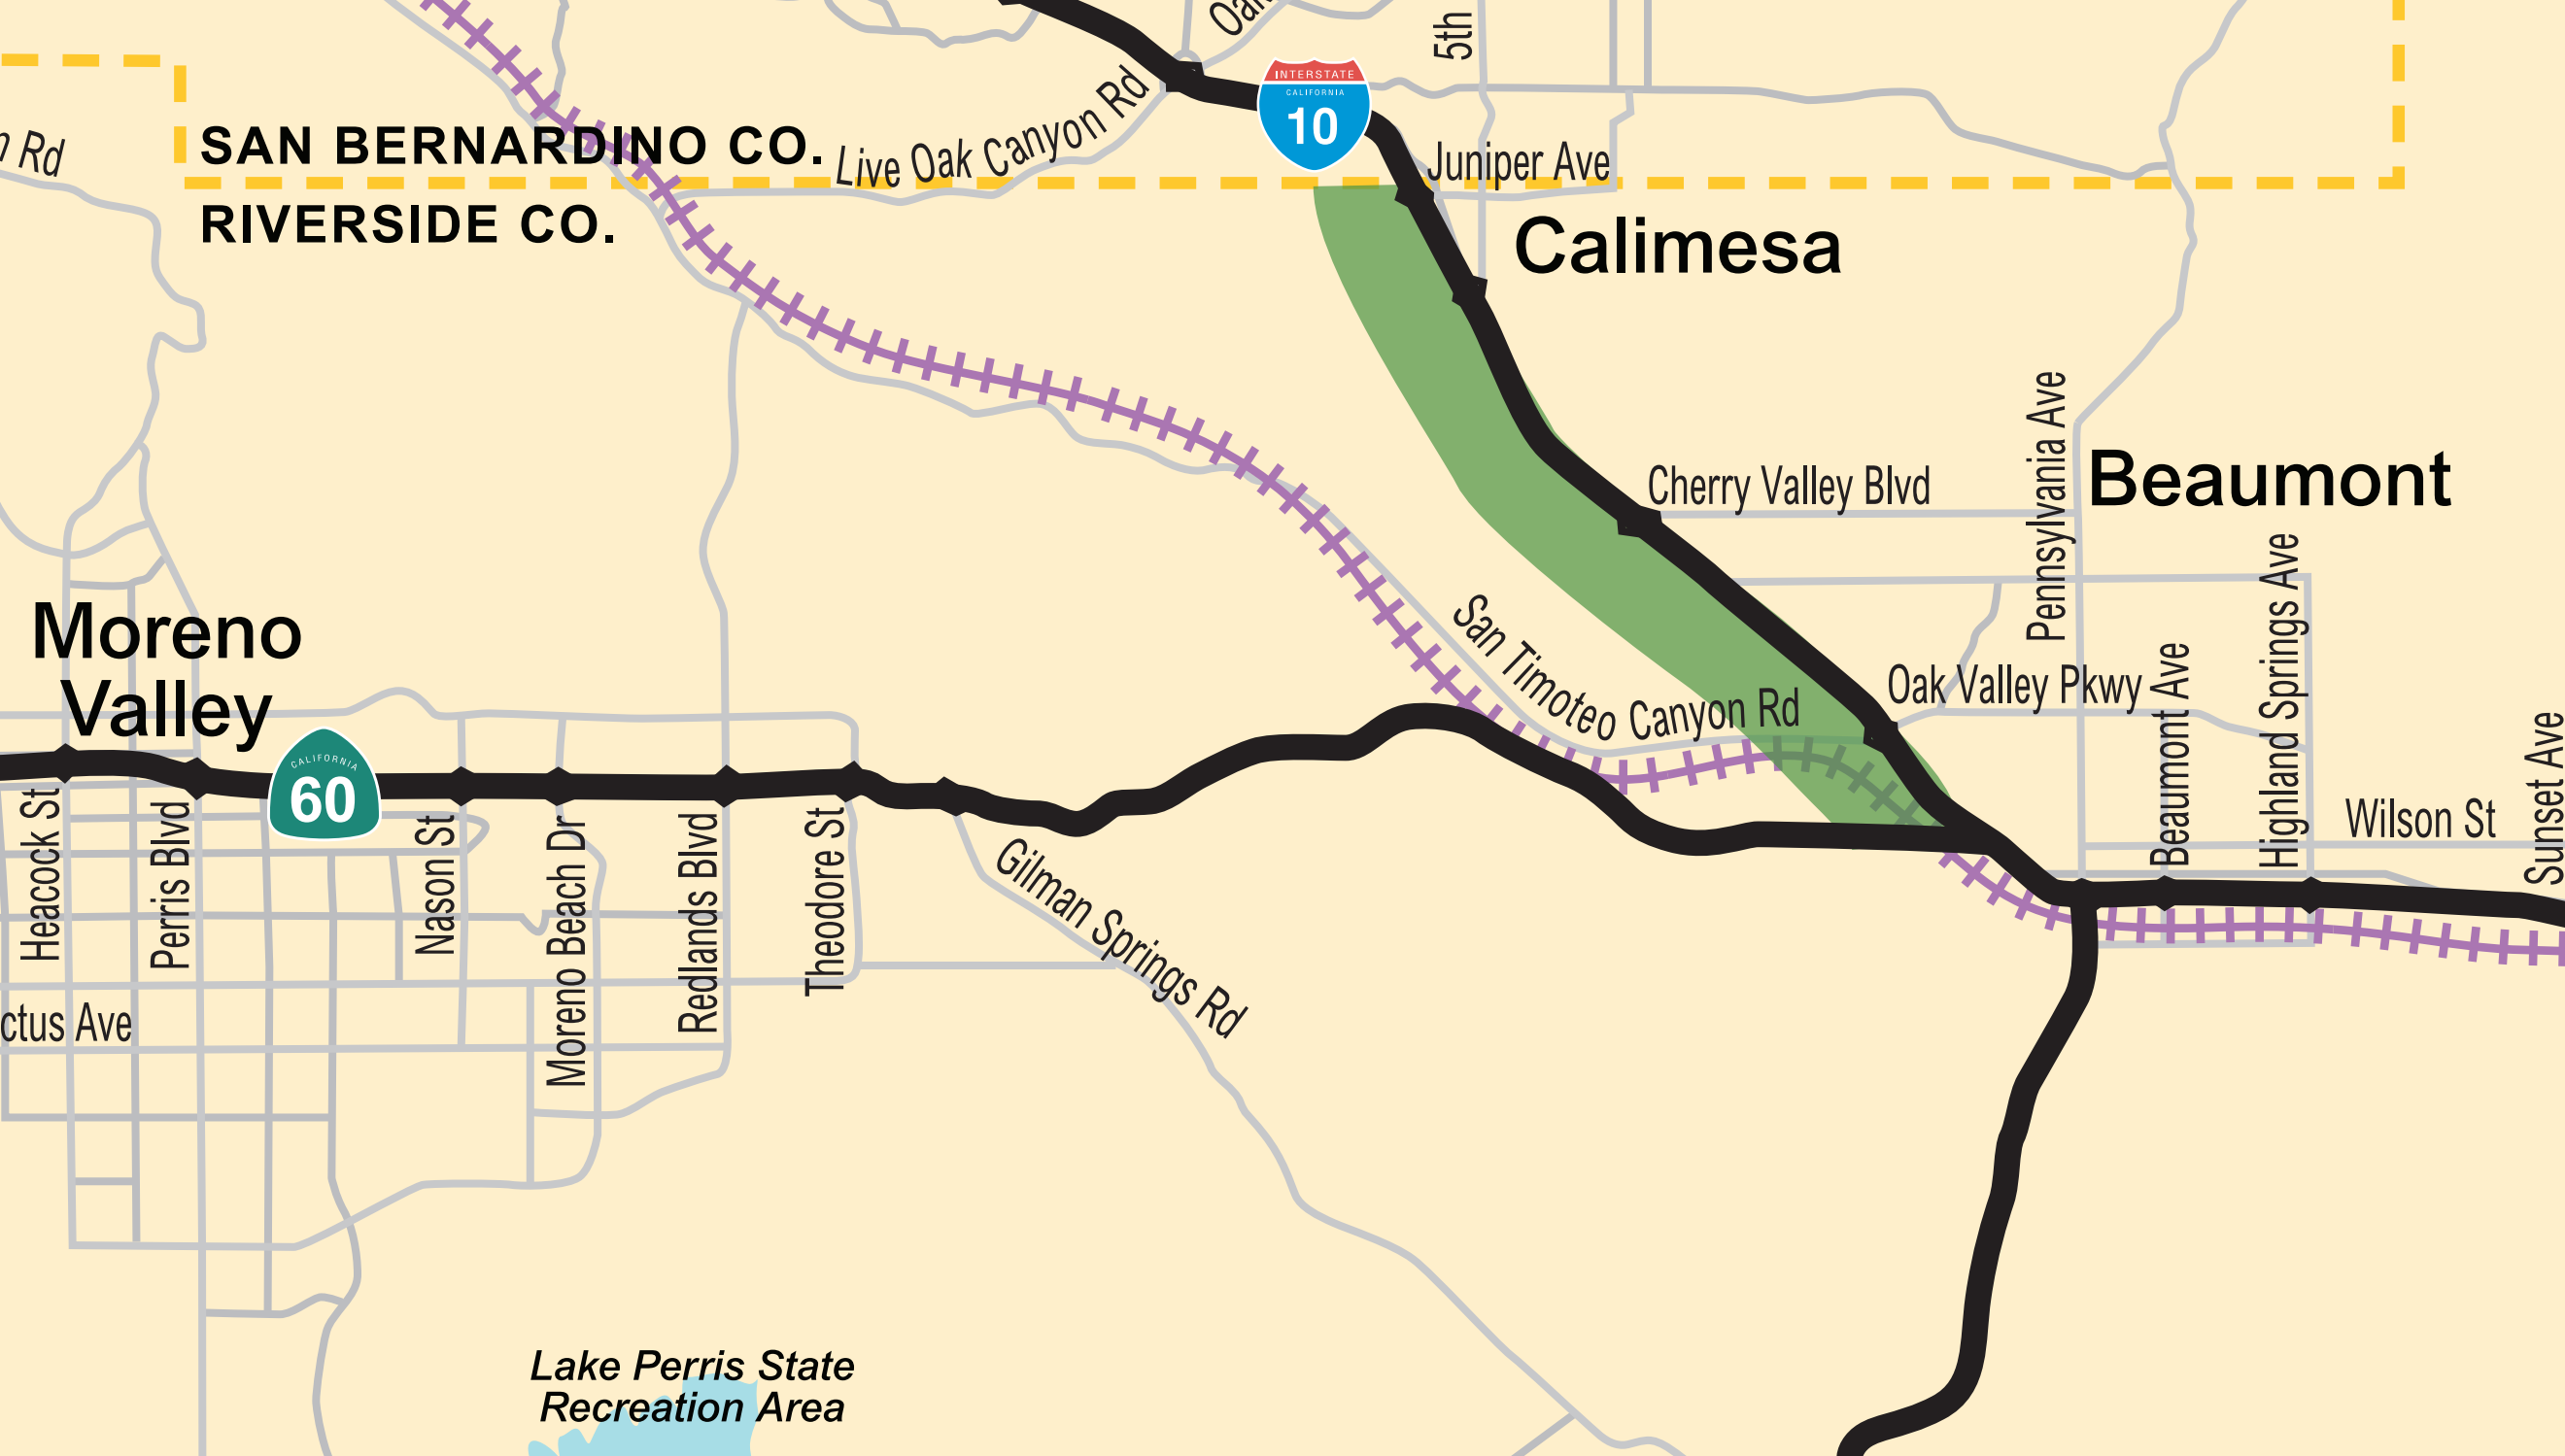 Oak
5th
INTERSTATE
CALIFORNIA
10
Rd
SAN BERNARDINO CO.
RIVERSIDE CO.
Live Oak Canyon Rd
Juniper Ave
Calimesa
Cherry Valley Blvd
Pennsylvania Ave
Beaumont
Moreno
Valley
San Timoteo Canyon Rd
Oak Valley Pkwy
Beaumont Ave
Highland Springs Ave
Wilson St
Sunset Ave
CALIFORNIA
60
Heacock St
Perris Blvd
Nason St
Moreno Beach Dr
Redlands Blvd
Theodore St
Gilman Springs Rd
ctus Ave
Lake Perris State
Recreation Area